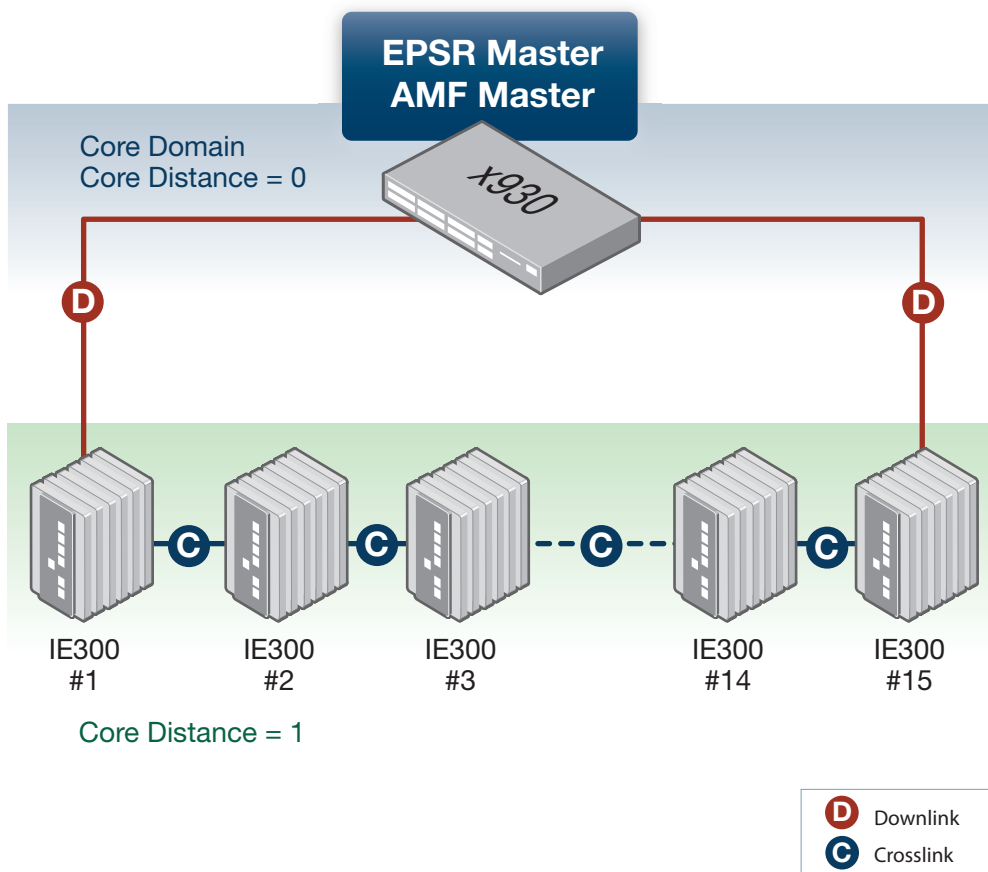 EPSR Master
AMF Master
Core Domain
Core Distance = 0
x930
D
D
C
C
C
C
IE300
#1
IE300
#2
IE300
#3
IE300
#14
IE300
#15
Core Distance = 1
D Downlink
C Crosslink